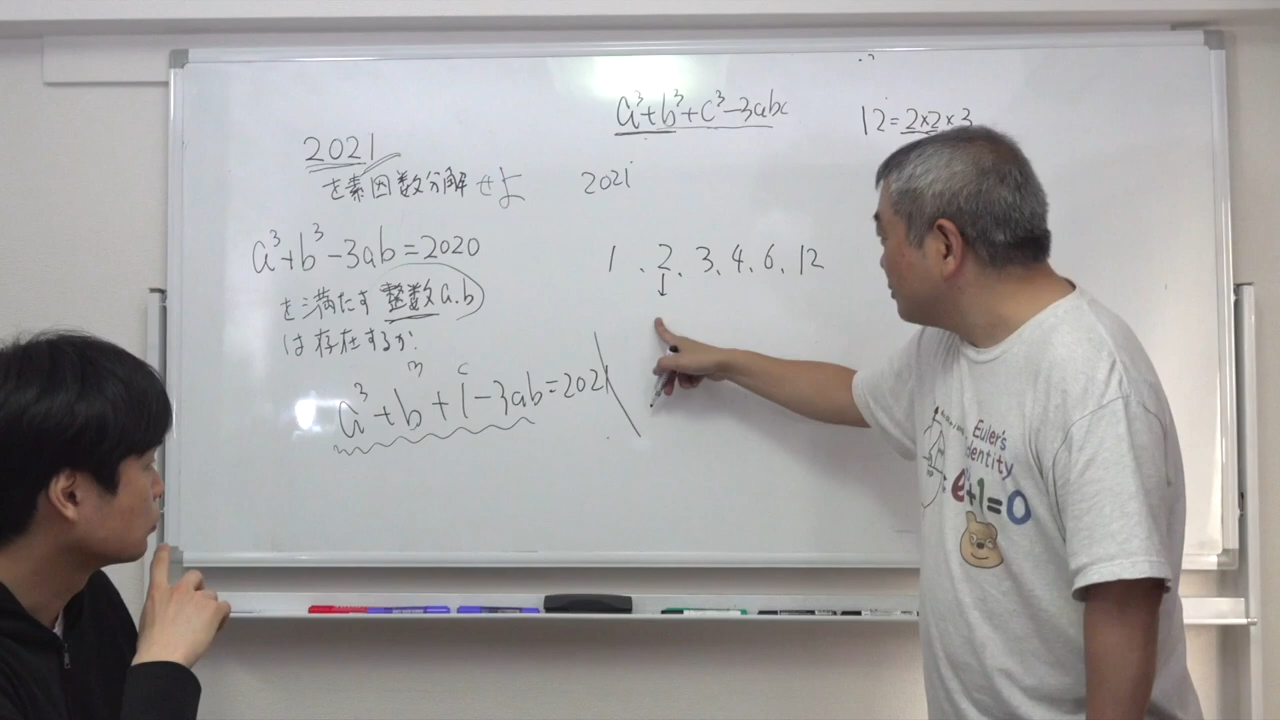 2021
を素因数分解せよ
a³+b³-3ab=2020
を満たす整数a.b
は存在するか.
a³+b³+1-3ab=2021
c
a³+b³+c³-3abc
12=2×2×3
2021
1、2、3、4、6、12
Euler's
Identity
+1=0